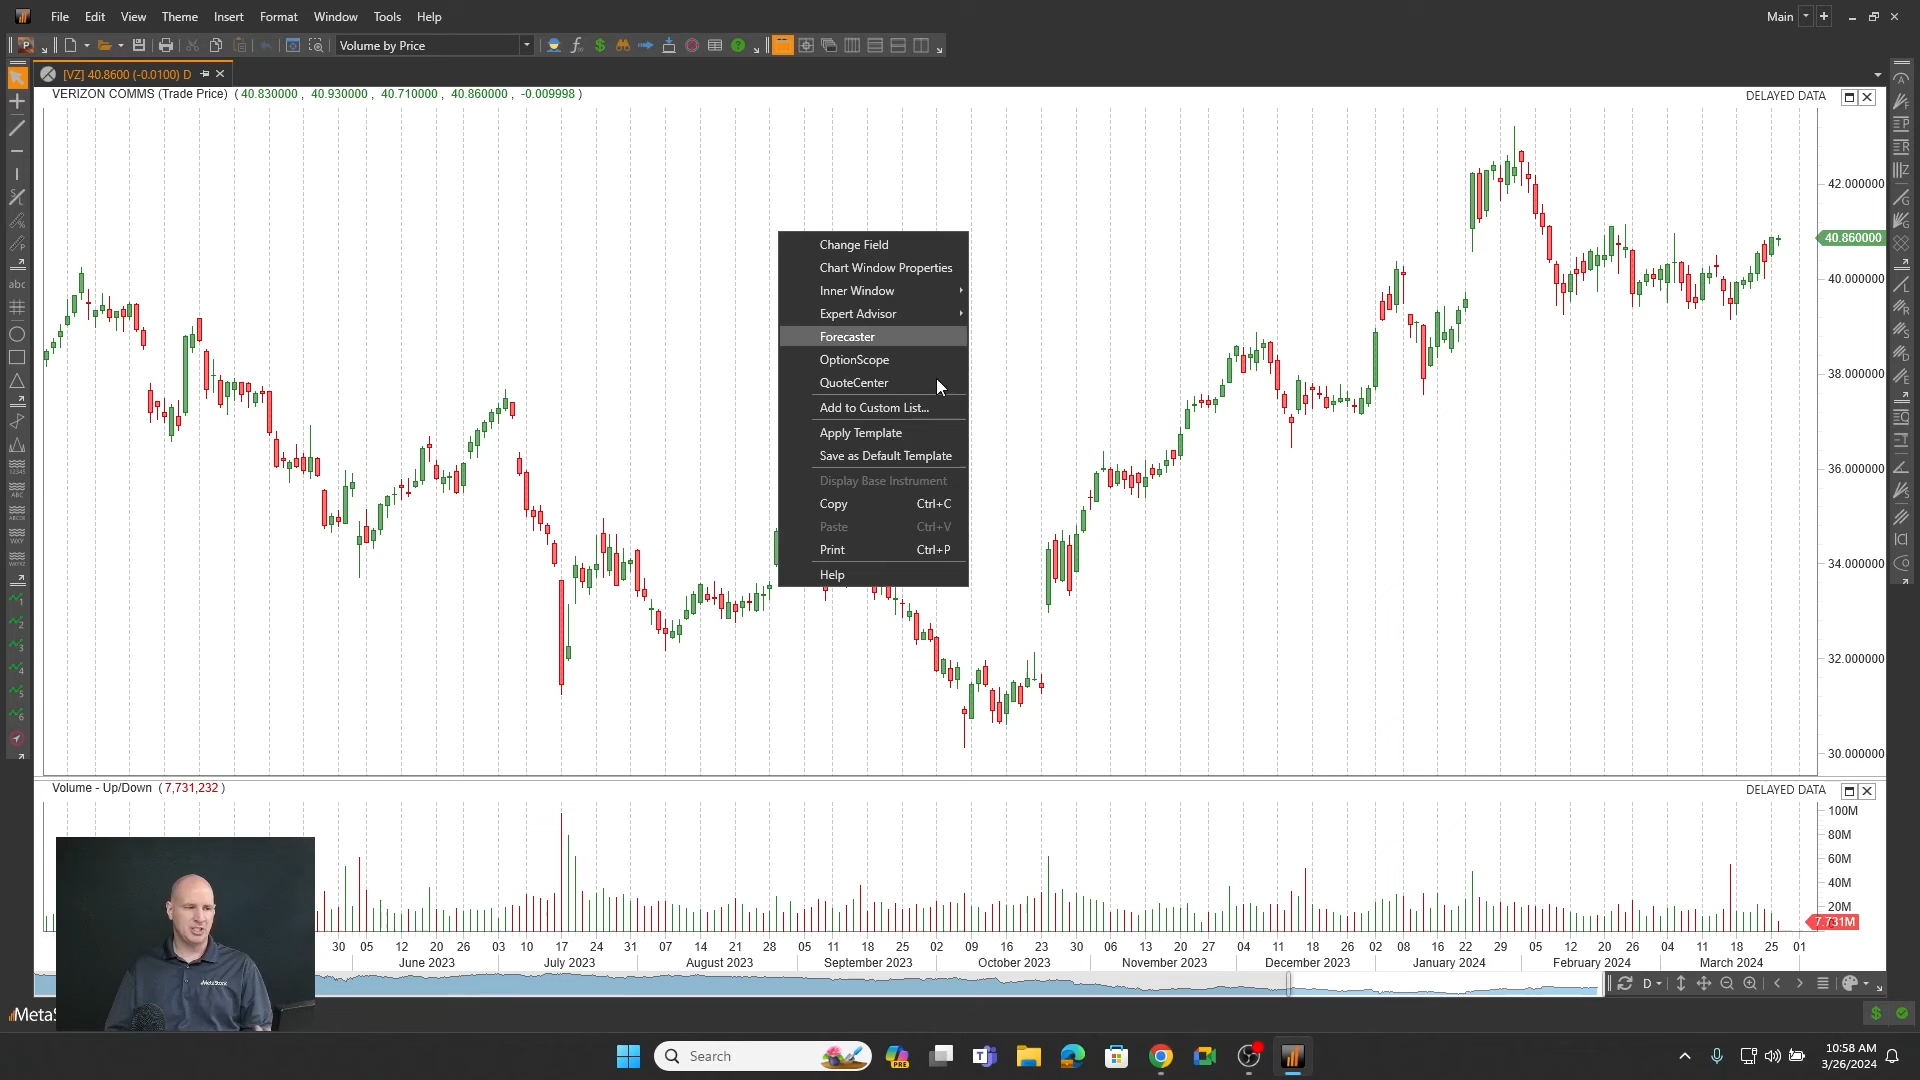 File Edit View Theme Insert Format Window Tools Help Main
Volume by Price
[VZ] 40.8600 (-0.0100) D
VERIZON COMMS (Trade Price) ( 40.830000 , 40.930000 , 40.710000 , 40.860000 , -0.009998 )
DELAYED DATA
42.000000
40.860000
40.000000
38.000000
36.000000
34.000000
32.000000
30.000000
Change Field
Chart Window Properties
Inner Window
Expert Advisor
Forecaster
OptionScope
QuoteCenter
Add to Custom List...
Apply Template
Save as Default Template
Display Base Instrument
Copy Ctrl+C
Paste Ctrl+V
Print Ctrl+P
Help
abc
Volume - Up/Down ( 7,731,232 )
DELAYED DATA
100M
80M
60M
40M
20M
7.731M
30 05 12 20 26 03 10 17 24 31 07 14 21 28 05 11 18 25 02 09 16 23 30 06 13 20 27 04 11 18 26 02 08 16 22 29 05 12 20 26 04 11 18 25 01
June 2023 July 2023 August 2023 September 2023 October 2023 November 2023 December 2023 January 2024 February 2024 March 2024
D
MetaS
Search
PRE
10:58 AM
3/26/2024